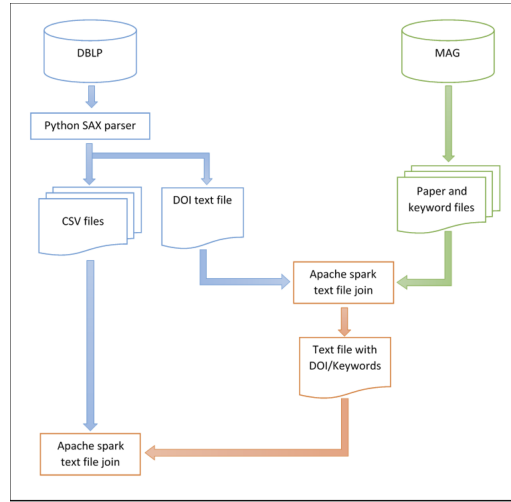 DBLP
MAG
Python SAX parser
CSV files
DOI text file
Paper and
keyword files
Apache spark
text file join
Text file with
DOI/Keywords
Apache spark
text file join